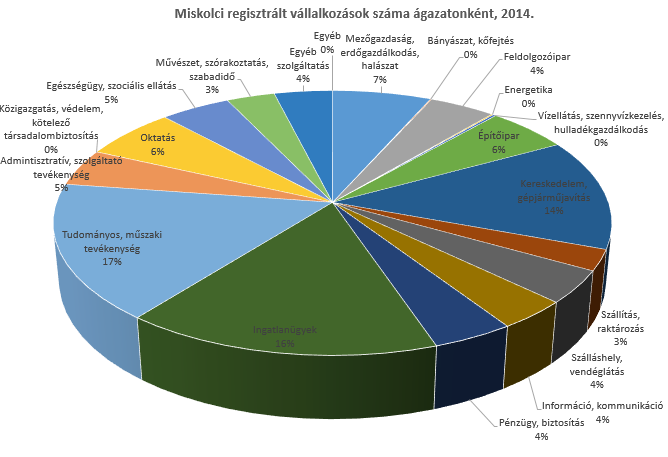 Miskolci regisztrált vállalkozások száma ágazatonként, 2014.
Egyéb
0%
Mezőgazdaság,
erdőgazdálkodás,
halászat
7%
Bányászat, kőfejtés
0%
Feldolgozóipar
4%
Energetika
0%
Vízellátás, szennyvízkezelés,
hulladékgazdálkodás
0%
Építőipar
6%
Kereskedelem,
gépjárműjavítás
14%
Szállítás,
raktározás
3%
Szálláshely,
vendéglátás
4%
Információ, kommunikáció
4%
Pénzügy, biztosítás
4%
Ingatlanügyek
16%
Tudományos, műszaki
tevékenység
17%
Admintisztratív, szolgáltató
tevékenység
5%
Közigazgatás, védelem,
kötelező
társadalombiztosítás
0%
Oktatás
6%
Egészségügy, szociális ellátás
5%
Művészet, szórakoztatás,
szabadidő
3%
Egyéb
szolgáltatás
4%